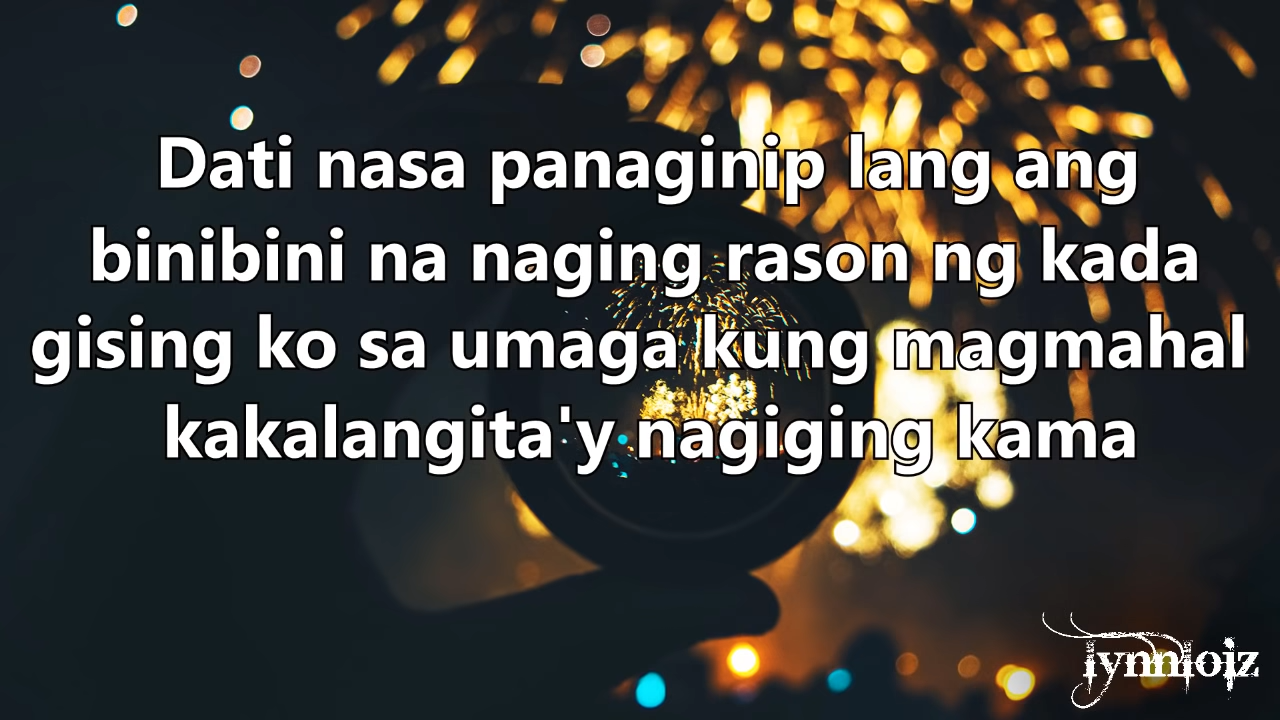 Dati nasa panaginip lang ang
binibini na naging rason ng kada
gising ko sa umaga kung magmahal
kakalangita'y nagiging kama
lynnloiz